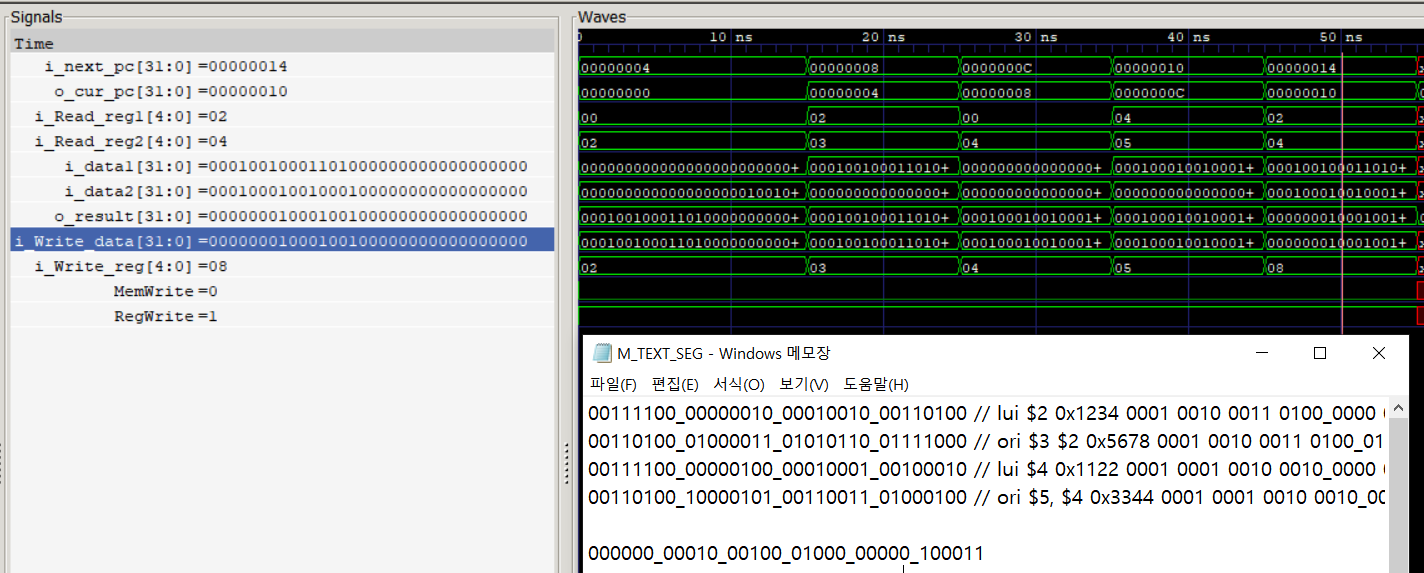 Signals
Time
i_next_pc[31:0] =00000014
o_cur_pc[31:0] =00000010
i_Read_reg1[4:0] =02
i_Read_reg2[4:0] =04
i_data1[31:0] =00010010001101000000000000000000
i_data2[31:0] =00010001001000100000000000000000
o_result[31:0] =00000001000100100000000000000000
i_Write_data[31:0] =00000001000100100000000000000000
i_Write_reg[4:0] =08
MemWrite =0
RegWrite =1
Waves
0 10 ns 20 ns 30 ns 40 ns 50 ns
00000004 00000008 0000000C 00000010 00000014
00000000 00000004 00000008 0000000C 00000010
00 02 00 04 02
02 03 04 05 04
000000000000000000000000+ 000100100011010+ 000000000000000+ 000100010010001+ 000100100011010+
000000000000000000010010+ 000000000000000+ 000000000000000+ 000000000000000+ 000100010010001+
000100100011010000000000+ 000100100011010+ 000100010010001+ 000100010010001+ 000000010001001+
000100100011010000000000+ 000100100011010+ 000100010010001+ 000100010010001+ 000000010001001+
02 03 04 05 08
M_TEXT_SEG - Windows 메모장
파일(F) 편집(E) 서식(O) 보기(V) 도움말(H)
00111100_00000010_00010010_00110100 // lui $2 0x1234 0001 0010 0011 0100_0000
00110100_01000011_01010110_01111000 // ori $3 $2 0x5678 0001 0010 0011 0100_01
00111100_00000100_00010001_00100010 // lui $4 0x1122 0001 0001 0010 0010_0000
00110100_10000101_00110011_01000100 // ori $5, $4 0x3344 0001 0001 0010 0010_00
000000_00010_00100_01000_00000_100011